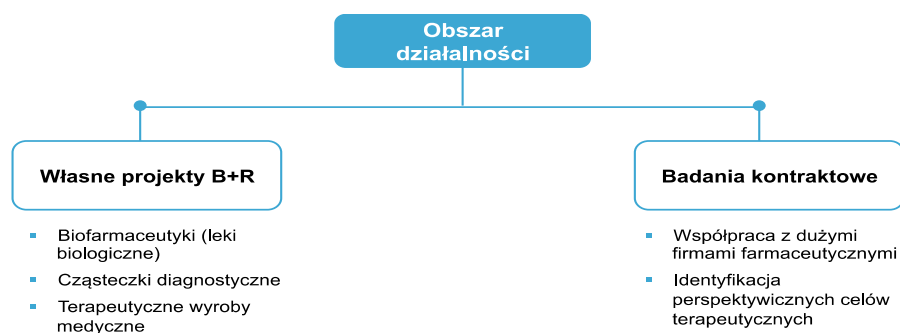 Obszar
działalności
Własne projekty B+R
Biofarmaceutyki (leki
biologiczne)
Cząsteczki diagnostyczne
Terapeutyczne wyroby
medyczne
Badania kontraktowe
Współpraca z dużymi
firmami farmaceutycznymi
Identyfikacja
perspektywicznych celów
terapeutycznych